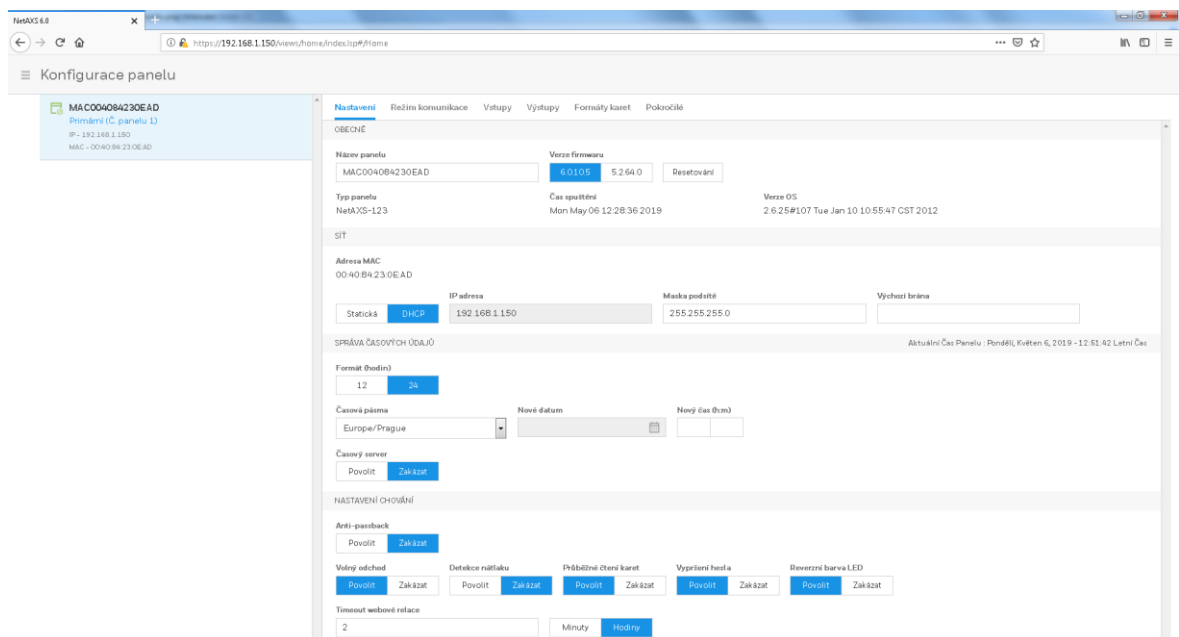 NetAXS 6.0
https://192.168.1.150/views/home/index.lsp#/Home
Konfigurace panelu
MAC004084230EAD
Primární (Č. panelu 1)
IP - 192.168.1.150
MAC - 00:40:84:23:0E:AD
Nastavení Režim komunikace Vstupy Výstupy Formáty karet Pokročilé
OBECNÉ
Název panelu Verze firmwaru
MAC004084230EAD 6.0.10.5 5.2.64.0 Resetování
Typ panelu Čas spuštění Verze OS
NetAXS-123 Mon May 06 12:28:36 2019 2.6.25#107 Tue Jan 10 10:55:47 CST 2012
SÍŤ
Adresa MAC
00:40:84:23:0E:AD
IP adresa Maska podsítě Výchozí brána
Statická DHCP 192.168.1.150 255.255.255.0
SPRÁVA ČASOVÝCH ÚDAJŮ Aktuální Čas Panelu : Pondělí, Květen 6, 2019 - 12:51:42 Letní Čas
Formát (hodin)
12 24
Časová pásma Nové datum Nový čas (h:m)
Europe/Prague
Časový server
Povolit Zakázat
NASTAVENÍ CHOVÁNÍ
Anti-passback
Povolit Zakázat
Volný odchod Detekce nátlaku Průběžné čtení karet Vypršení hesla Reverzní barva LED
Povolit Zakázat Povolit Zakázat Povolit Zakázat Povolit Zakázat Povolit Zakázat
Timeout webové relace
2 Minuty Hodiny